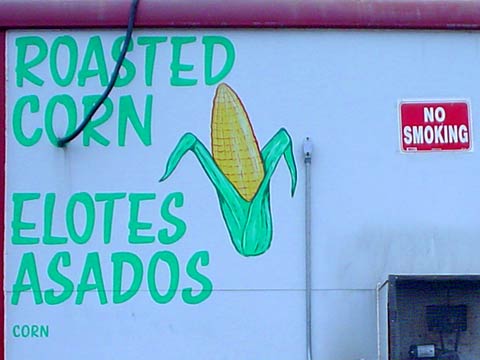 ROASTED
CORN
ELOTES
ASADOS
CORN
NO
SMOKING